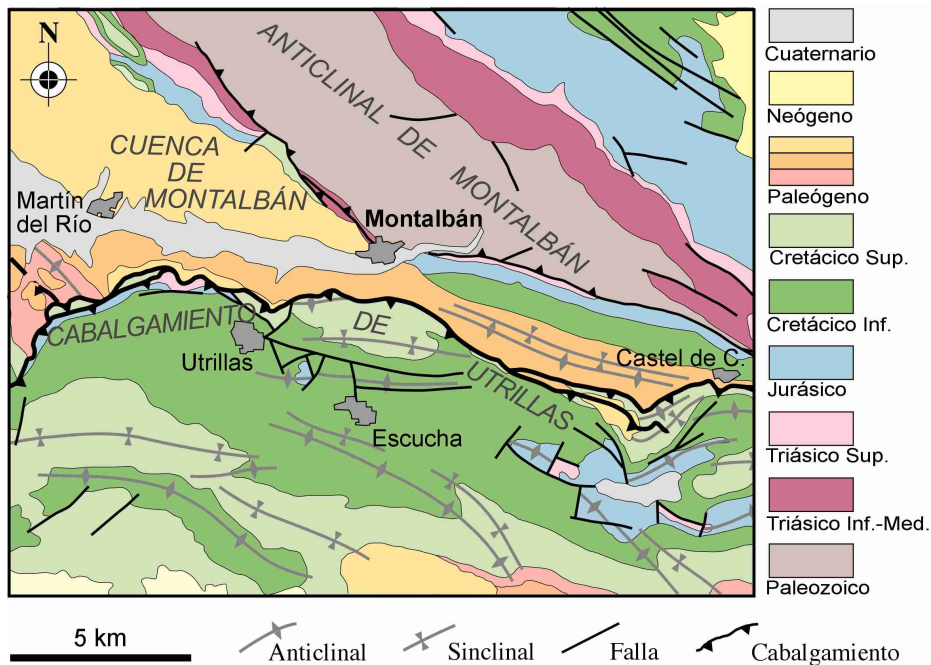 N
ANTICLINAL DE MONTALBÁN
CUENCA
DE
MONTALBÁN
Martín
del Río
Montalbán
CABALGAMIENTO DE UTRILLAS
Utrillas
Castel de C.
Escucha
Cuaternario
Neógeno
Paleógeno
Cretácico Sup.
Cretácico Inf.
Jurásico
Triásico Sup.
Triásico Inf.-Med.
Paleozoico
5 km
Anticlinal
Sinclinal
Falla
Cabalgamiento